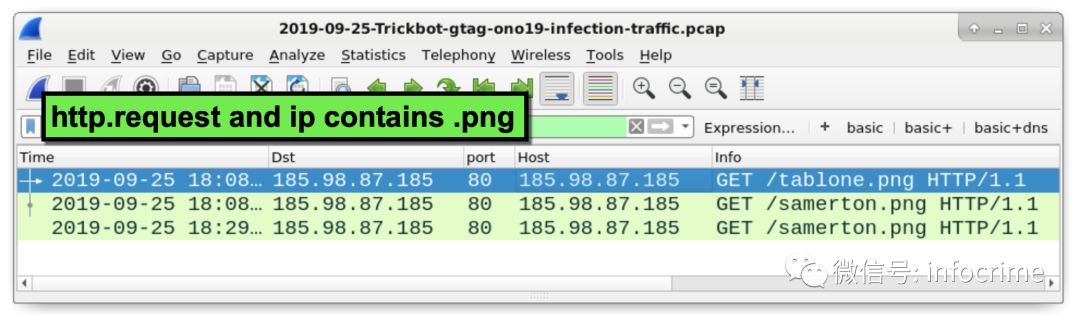 2019-09-25-Trickbot-gtag-ono19-infection-traffic.pcap
File Edit View Go Capture Analyze Statistics Telephony Wireless Tools Help
http.request and ip contains .png
Expression... + basic basic+ basic+dns
Time Dst port Host Info
2019-09-25 18:08... 185.98.87.185 80 185.98.87.185 GET /tablone.png HTTP/1.1
2019-09-25 18:08... 185.98.87.185 80 185.98.87.185 GET /samerton.png HTTP/1.1
2019-09-25 18:29... 185.98.87.185 80 185.98.87.185 GET /samerton.png HTTP/1.1
微信号: infocrime